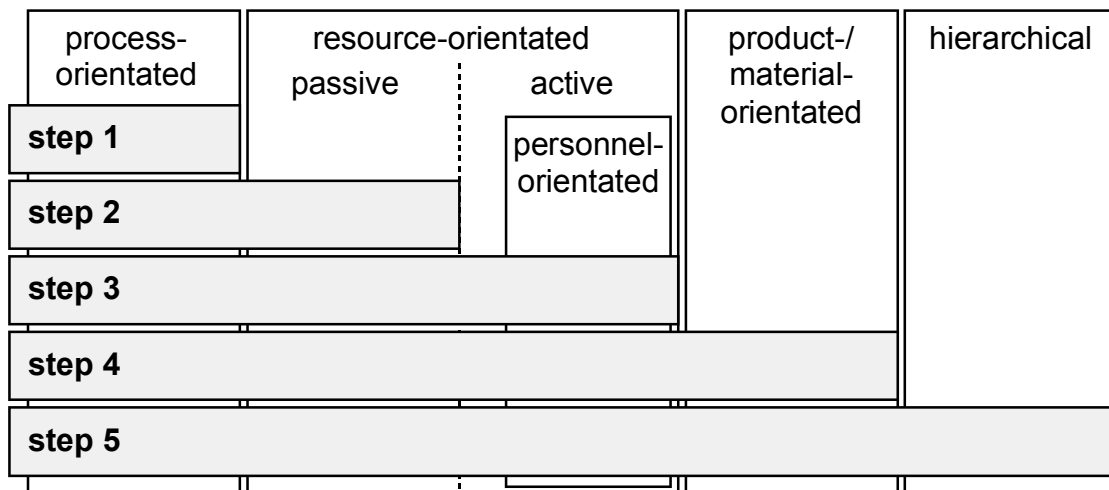 process-
orientated
resource-orientated
passive
active
product-/
material-
orientated
hierarchical
personnel-
orientated
step 1
step 2
step 3
step 4
step 5